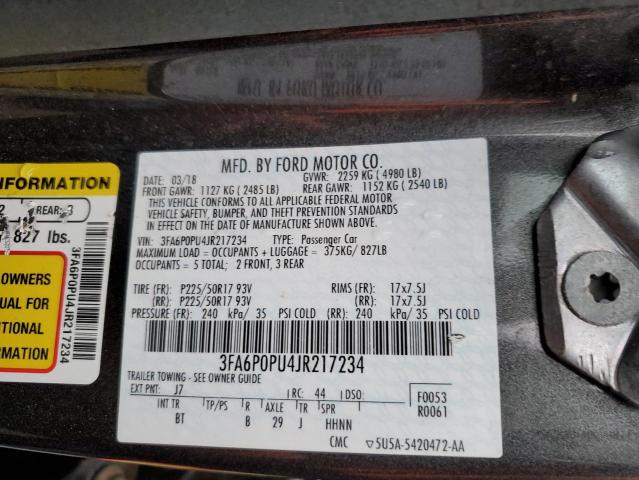 MFD. BY FORD MOTOR CO.
DATE: 03/18 GVWR: 2259 KG ( 4980 LB)
FRONT GAWR: 1127 KG ( 2485 LB) REAR GAWR: 1152 KG ( 2540 LB)
THIS VEHICLE CONFORMS TO ALL APPLICABLE FEDERAL MOTOR
VEHICLE SAFETY, BUMPER, AND THEFT PREVENTION STANDARDS
IN EFFECT ON THE DATE OF MANUFACTURE SHOWN ABOVE.
VIN: 3FA6P0PU4JR217234 TYPE: Passenger Car
MAXIMUM LOAD = OCCUPANTS + LUGGAGE = 375KG/ 827LB
OCCUPANTS = 5 TOTAL; 2 FRONT, 3 REAR
TIRE (FR): P225/50R17 93V RIMS (FR): 17x7.5J
(RR): P225/50R17 93V (RR): 17x7.5J
PRESSURE (FR): 240 kPa/ 35 PSI COLD (RR): 240 kPa/35 PSI COLD
3FA6P0PU4JR217234
TRAILER TOWING - SEE OWNER GUIDE
EXT PNT: J7 RC: 44 DSO: F0053
R0061
INT TR TP/PS R AXLE TR SPR
BT B 29 J HHNN
CMC 5U5A-5420472-AA
INFORMATION
2 REAR: 3
827 lbs.
OWNERS
UAL FOR
ITIONAL
MATION
3FA6P0PU4JR217234